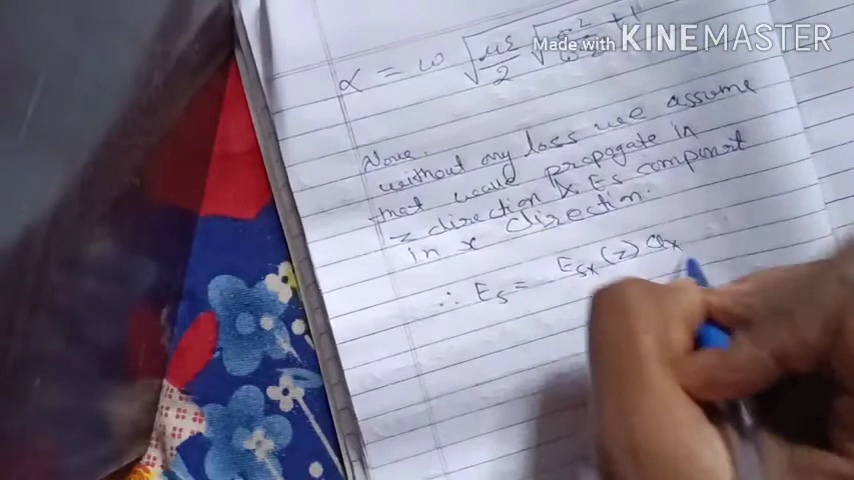 Made with KINEMASTER
α = ω √(με/2) √
Now.
without any loss we assume
that wave propagate in
z direction & Es component
in x direction.
∴ Es = Esx (z) ax